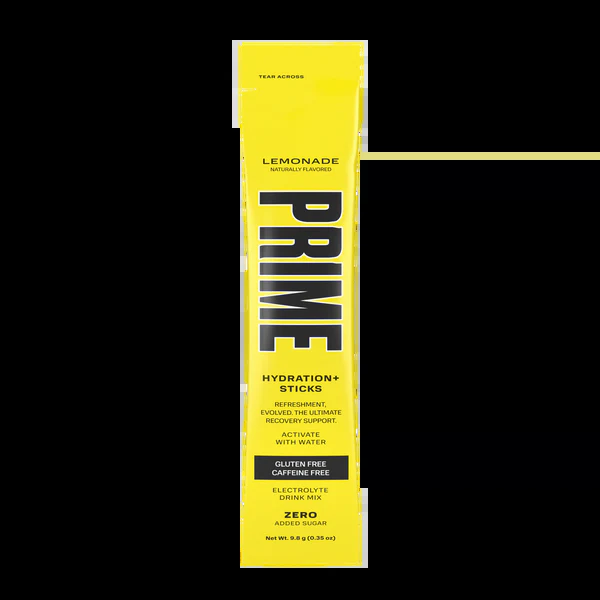 TEAR ACROSS
LEMONADE
NATURALLY FLAVORED
PRIME
HYDRATION+
STICKS
REFRESHMENT,
EVOLVED. THE ULTIMATE
RECOVERY SUPPORT.
ACTIVATE
WITH WATER
GLUTEN FREE
CAFFEINE FREE
ELECTROLYTE
DRINK MIX
ZERO
ADDED SUGAR
Net Wt. 9.8 g (0.35 oz)